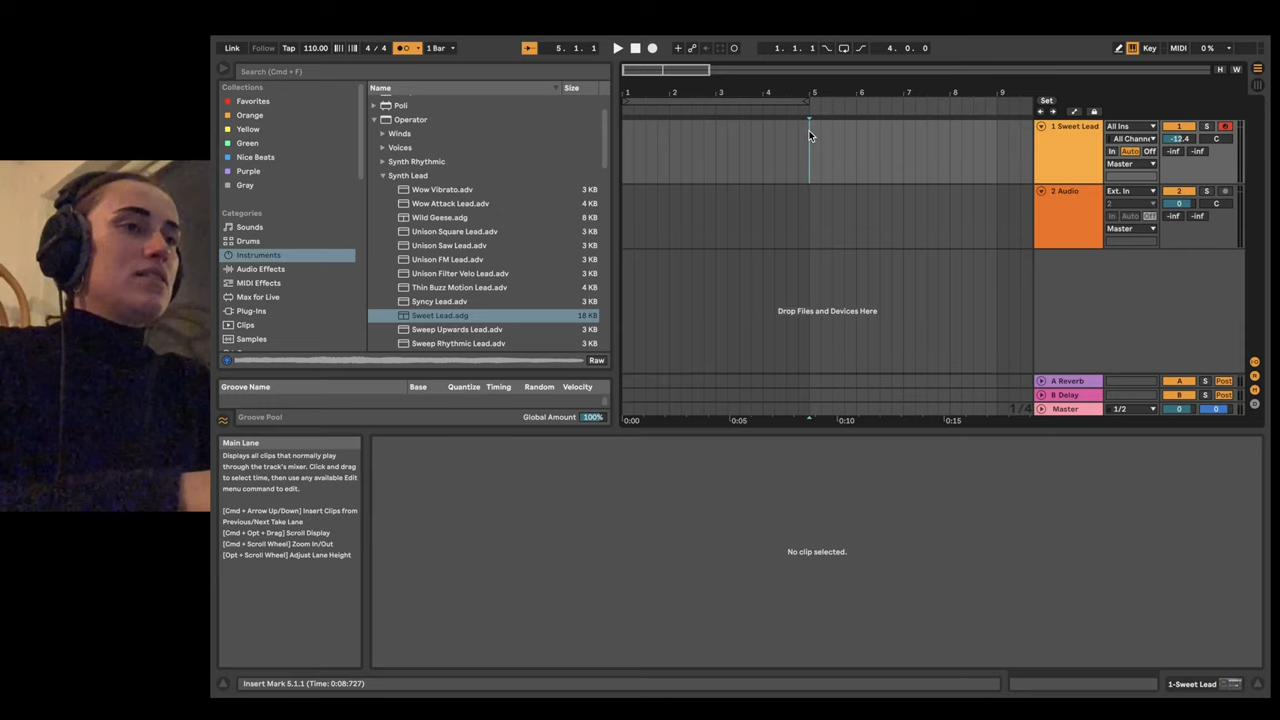 Link Follow Tap 110.00 4 / 4 1 Bar 5. 1. 1 1. 1. 1 4. 0. 0 Key MIDI 0 %
Search (Cmd + F)
H W
Collections
Favorites
Orange
Yellow
Green
Nice Beats
Purple
Gray
Categories
Sounds
Drums
Instruments
Audio Effects
MIDI Effects
Max for Live
Plug-Ins
Clips
Samples
Name Size
Poli
Operator
Winds
Voices
Synth Rhythmic
Synth Lead
Wow Vibrato.adv 3 KB
Wow Attack Lead.adv 4 KB
Wild Geese.adg 8 KB
Unison Square Lead.adv 3 KB
Unison Saw Lead.adv 3 KB
Unison FM Lead.adv 3 KB
Unison Filter Velo Lead.adv 3 KB
Thin Buzz Motion Lead.adv 4 KB
Syncy Lead.adv 3 KB
Sweet Lead.adg 18 KB
Sweep Upwards Lead.adv 3 KB
Sweep Rhythmic Lead.adv 3 KB
Raw
Groove Name Base Quantize Timing Random Velocity
Groove Pool Global Amount 100%
1 2 3 4 5 6 7 8 9
Set
1 Sweet Lead All Ins 1 S
All Chann -12.4 C
In Auto Off -inf -inf
Master
2 Audio Ext. In 2 S
2 0 C
In Auto Off -inf -inf
Master
Drop Files and Devices Here
A Reverb A S Post
B Delay B S Post
Master 1/2 0 0
1/4
0:00 0:05 0:10 0:15
Main Lane
Displays all clips that normally play
through the track's mixer. Click and drag
to select time, then use any available Edit
menu command to edit.
[Cmd + Arrow Up/Down] Insert Clips from
Previous/Next Take Lane
[Cmd + Opt + Drag] Scroll Display
[Cmd + Scroll Wheel] Zoom In/Out
[Opt + Scroll Wheel] Adjust Lane Height
No clip selected.
Insert Mark 5.1.1 (Time: 0:08:727)
1-Sweet Lead